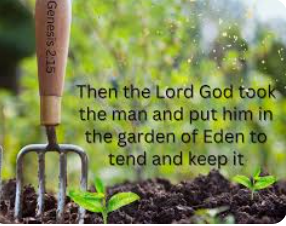 Genesis 2:15
Then the Lord God took
the man and put him in
the garden of Eden to
tend and keep it